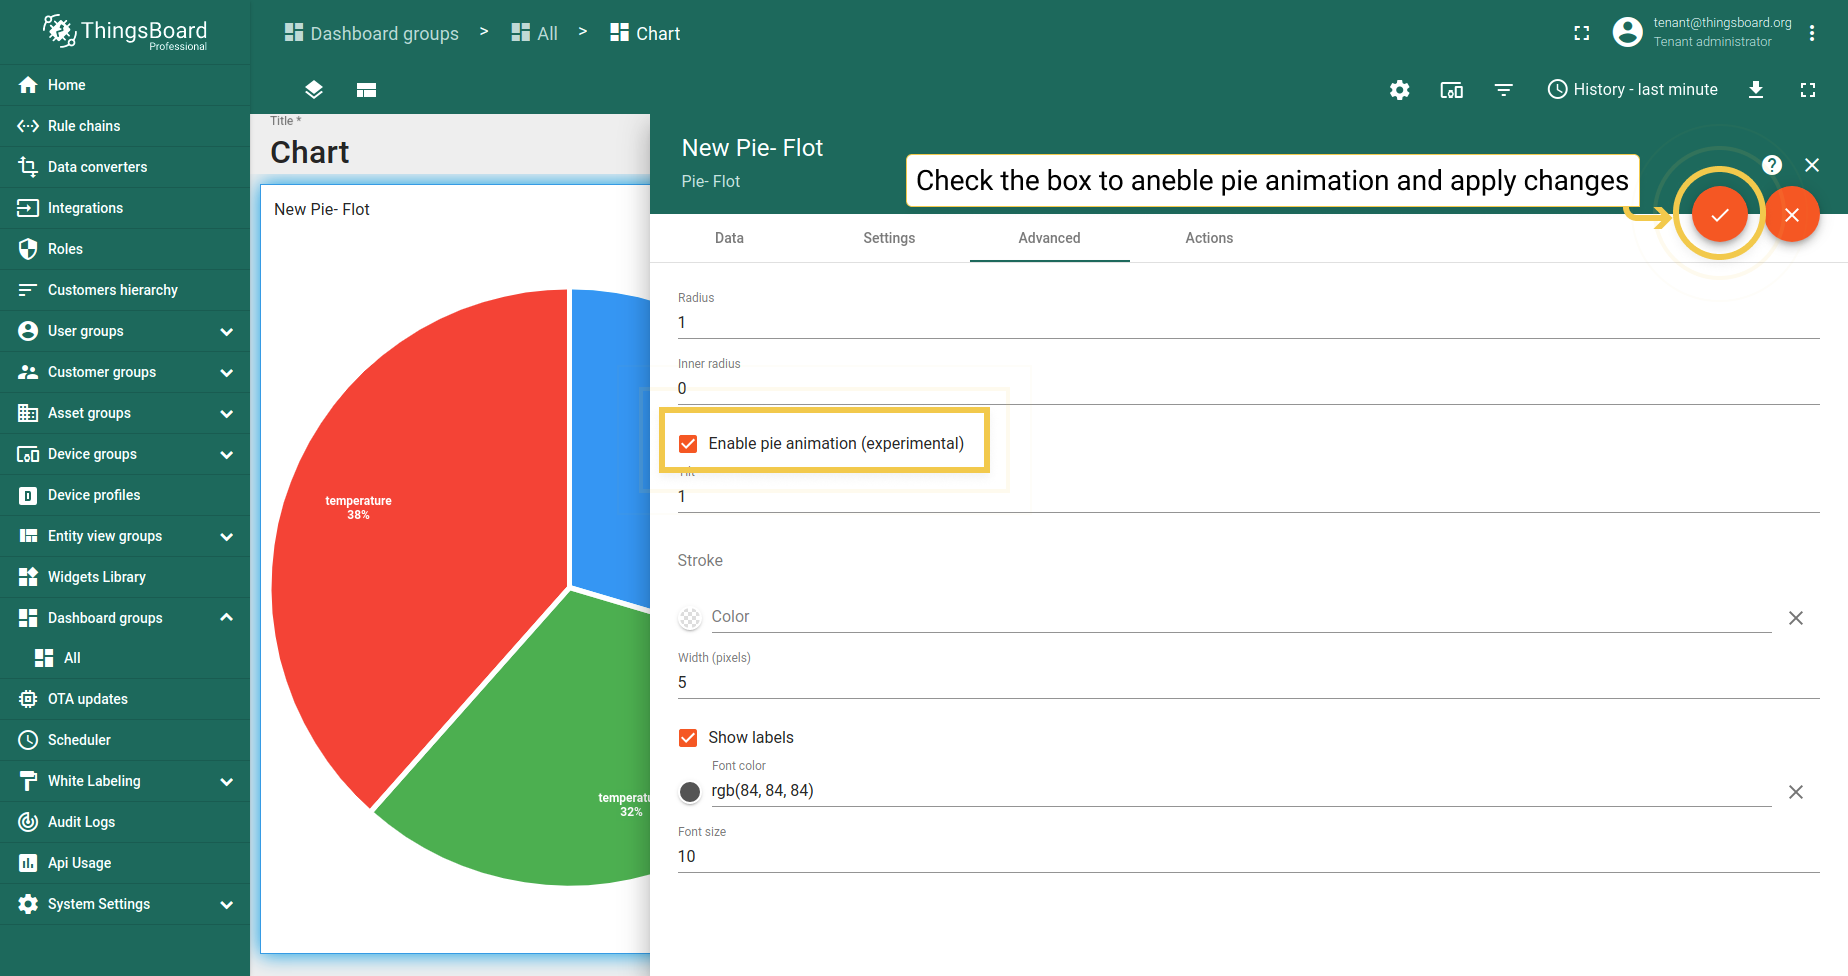 ThingsBoard
Professional
Home
Rule chains
Data converters
Integrations
Roles
Customers hierarchy
User groups
Customer groups
Asset groups
Device groups
Device profiles
Entity view groups
Widgets Library
Dashboard groups
All
OTA updates
Scheduler
White Labeling
Audit Logs
Api Usage
System Settings
Dashboard groups > All > Chart
tenant@thingsboard.org
Tenant administrator
History - last minute
Title *
Chart
New Pie- Flot
temperature
38%
temperatu
32%
New Pie- Flot
Pie- Flot
Check the box to aneble pie animation and apply changes
Data Settings Advanced Actions
Radius
1
Inner radius
0
Enable pie animation (experimental)
1
Stroke
Color
Width (pixels)
5
Show labels
Font color
rgb(84, 84, 84)
Font size
10